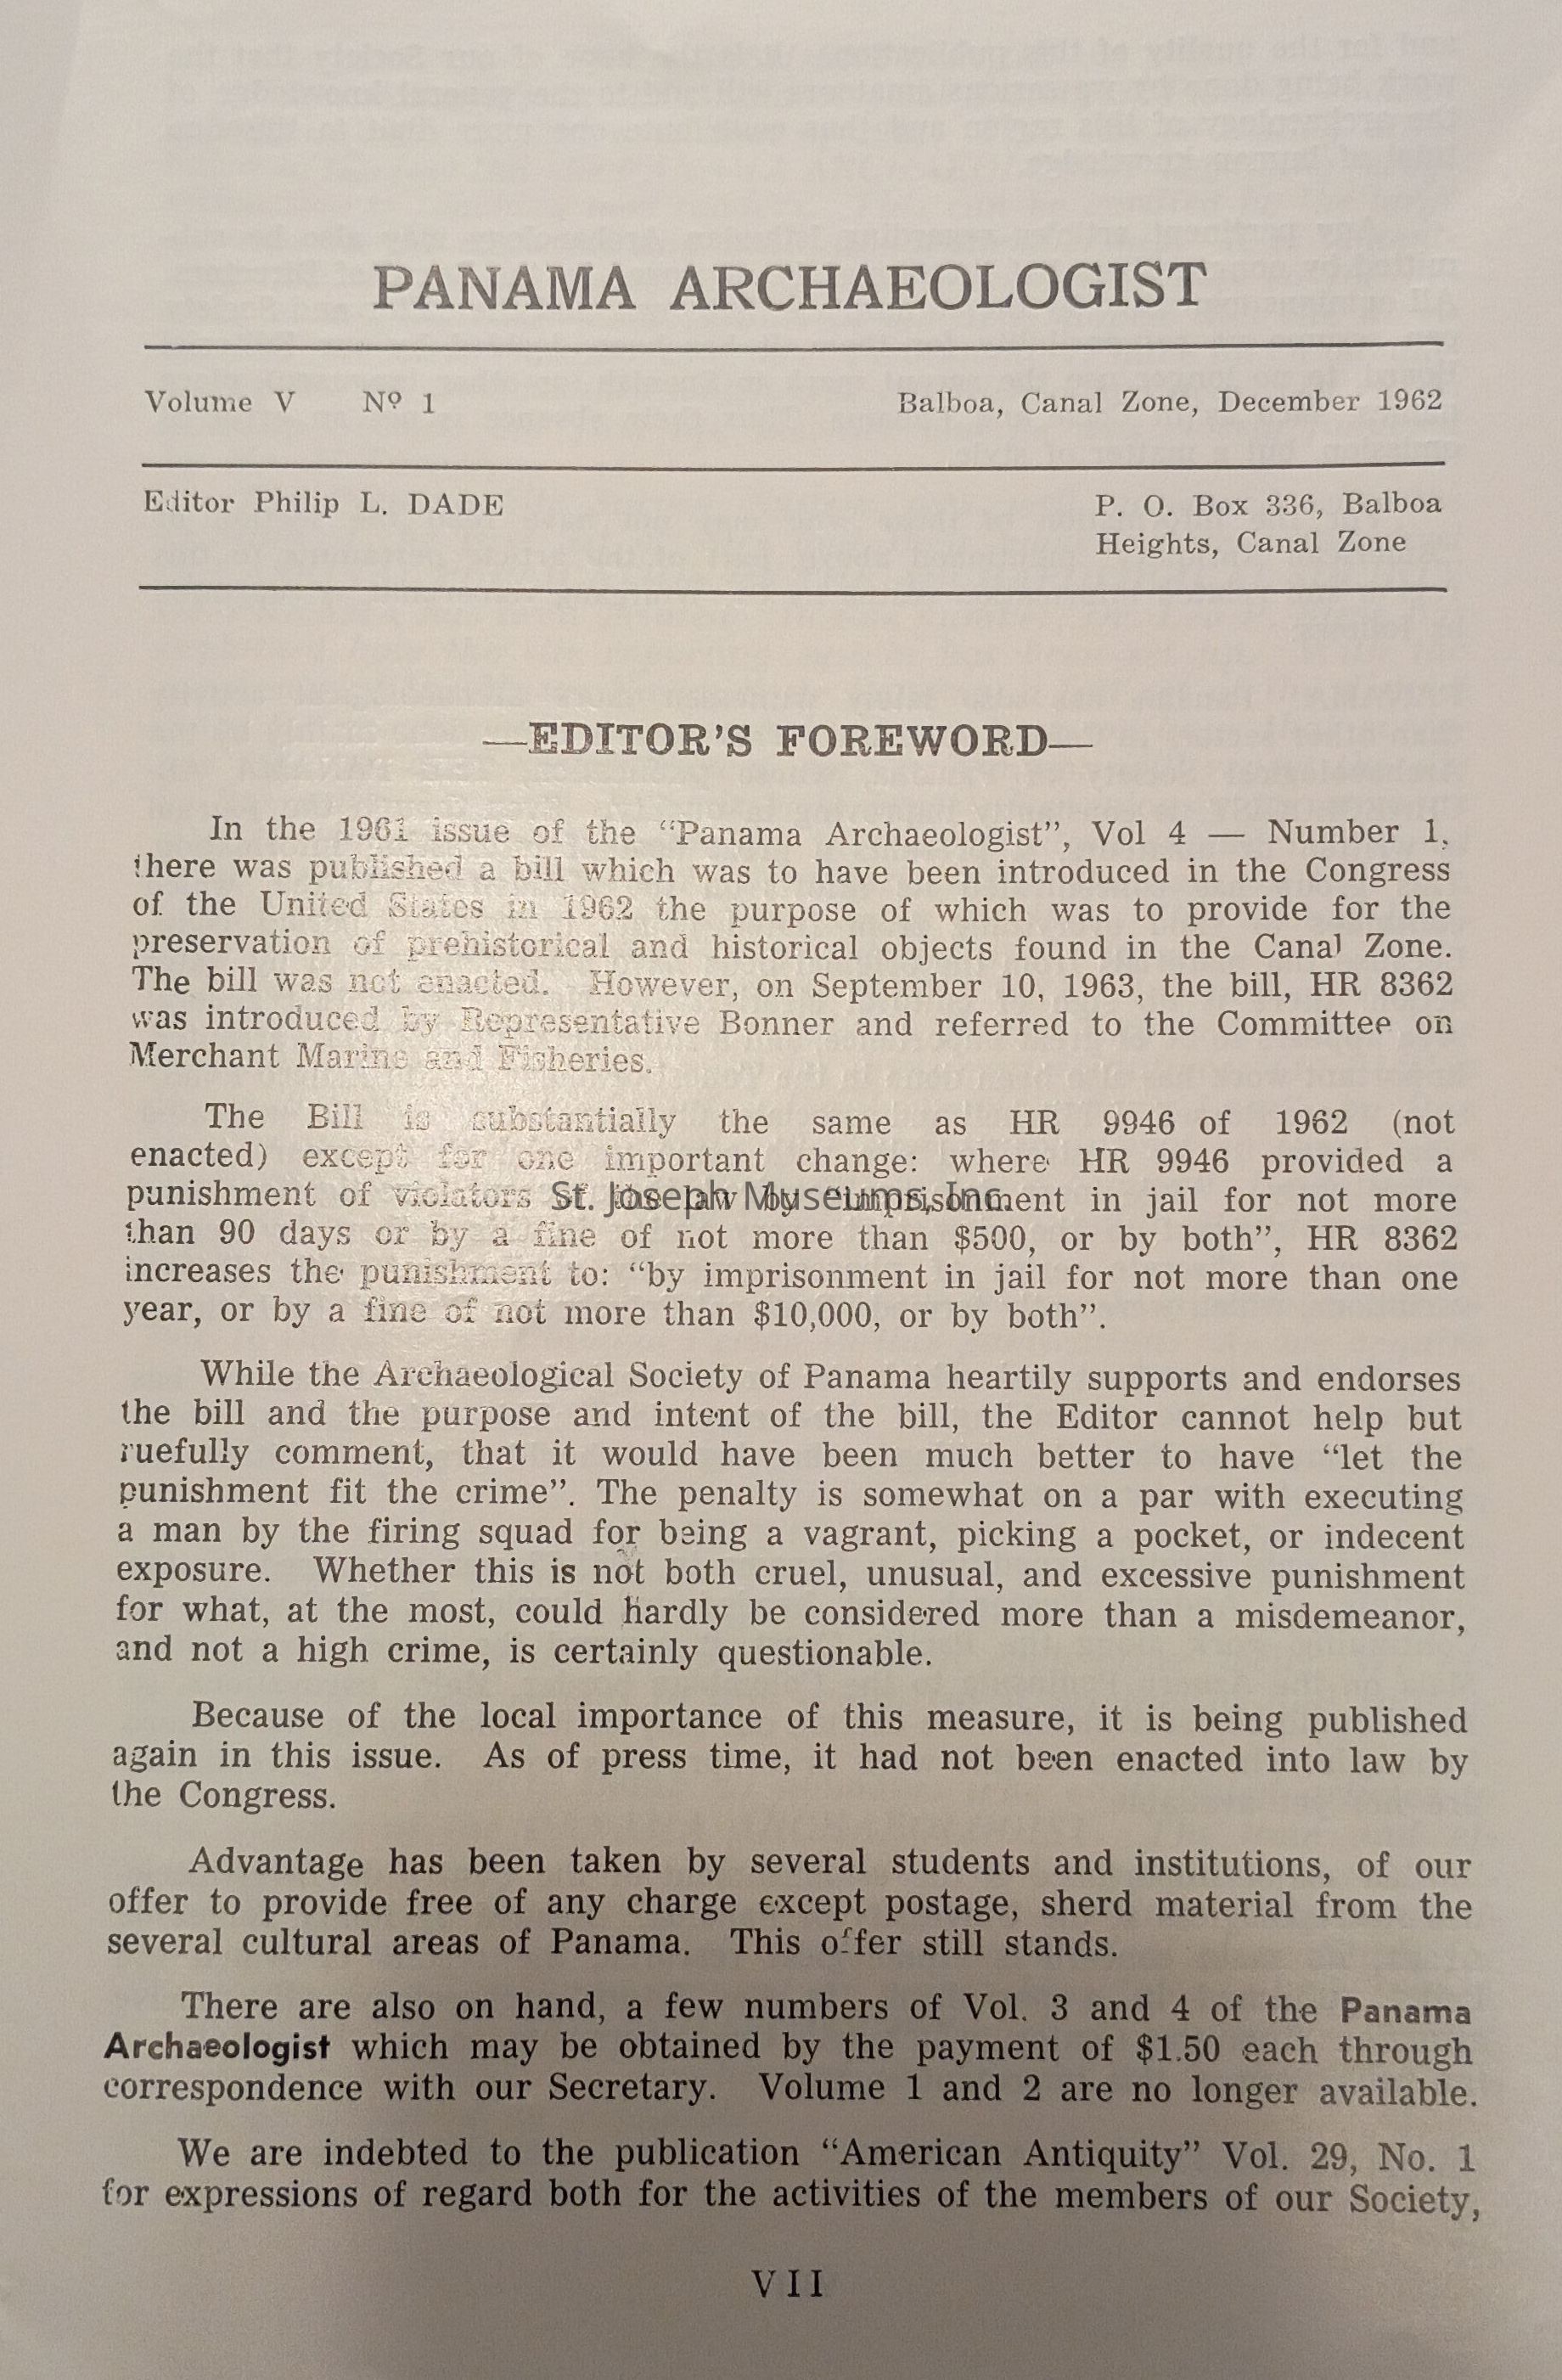 PANAMA ARCHAEOLOGIST
Volume V Nº 1 Balboa, Canal Zone, December 1962
Editor Philip L. DADE P. O. Box 336, Balboa
Heights, Canal Zone
—EDITOR'S FOREWORD—
In the 1961 issue of the “Panama Archaeologist”, Vol 4 — Number 1,
there was published a bill which was to have been introduced in the Congress
of the United States in 1962 the purpose of which was to provide for the
preservation of prehistorical and historical objects found in the Canal Zone.
The bill was not enacted. However, on September 10, 1963, the bill, HR 8362
was introduced by Representative Bonner and referred to the Committee on
Merchant Marine and Fisheries.
The Bill is substantially the same as HR 9946 of 1962 (not
enacted) except for one important change: where HR 9946 provided a
punishment of violators of the law by “imprisonment in jail for not more
St. Joseph Museums, Inc.
than 90 days or by a fine of not more than $500, or by both”, HR 8362
increases the punishment to: “by imprisonment in jail for not more than one
year, or by a fine of not more than $10,000, or by both”.
While the Archaeological Society of Panama heartily supports and endorses
the bill and the purpose and intent of the bill, the Editor cannot help but
ruefully comment, that it would have been much better to have “let the
punishment fit the crime”. The penalty is somewhat on a par with executing
a man by the firing squad for being a vagrant, picking a pocket, or indecent
exposure. Whether this is not both cruel, unusual, and excessive punishment
for what, at the most, could hardly be considered more than a misdemeanor,
and not a high crime, is certainly questionable.
Because of the local importance of this measure, it is being published
again in this issue. As of press time, it had not been enacted into law by
the Congress.
Advantage has been taken by several students and institutions, of our
offer to provide free of any charge except postage, sherd material from the
several cultural areas of Panama. This offer still stands.
There are also on hand, a few numbers of Vol. 3 and 4 of the Panama
Archaeologist which may be obtained by the payment of $1.50 each through
correspondence with our Secretary. Volume 1 and 2 are no longer available.
We are indebted to the publication “American Antiquity” Vol. 29, No. 1
for expressions of regard both for the activities of the members of our Society,
VII